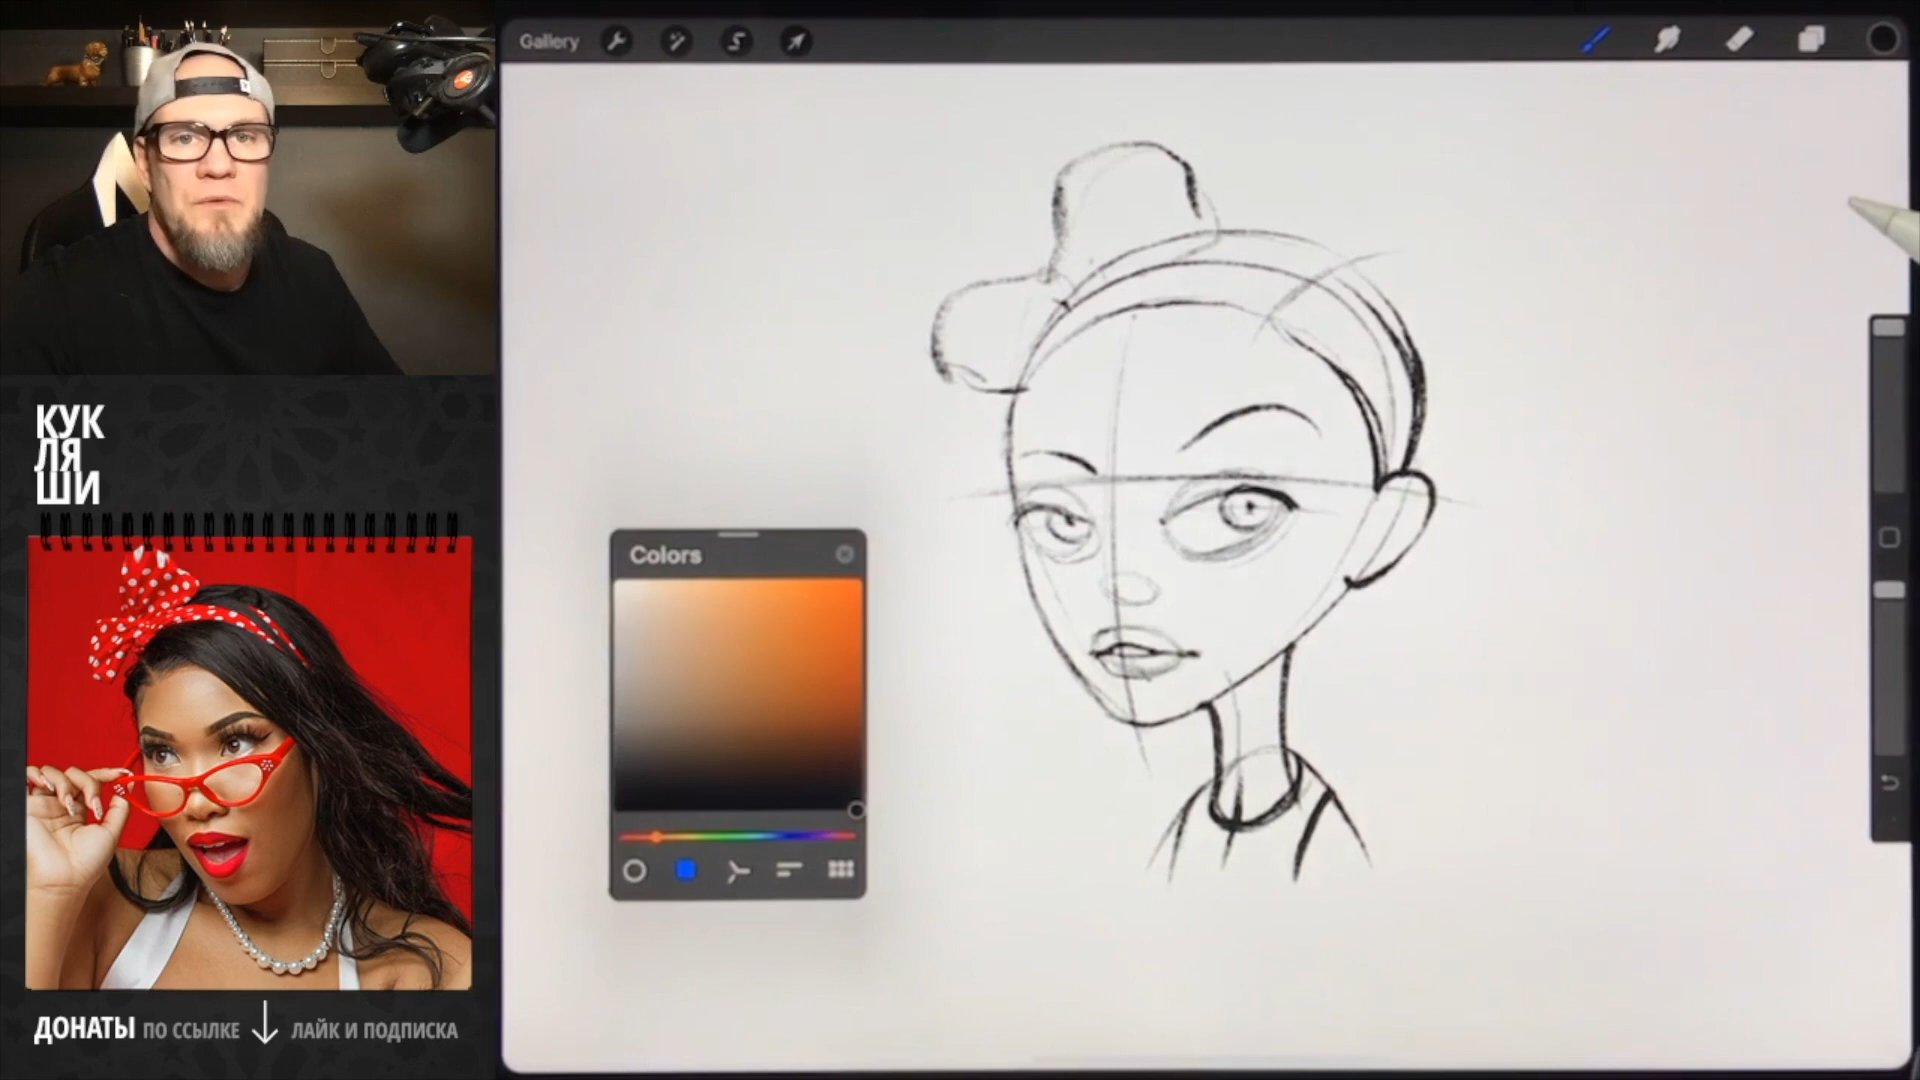 Gallery
КУК
ЛЯ
ШИ
Colors
ДОНАТЫ ПО ССЫЛКЕ ЛАЙК И ПОДПИСКА